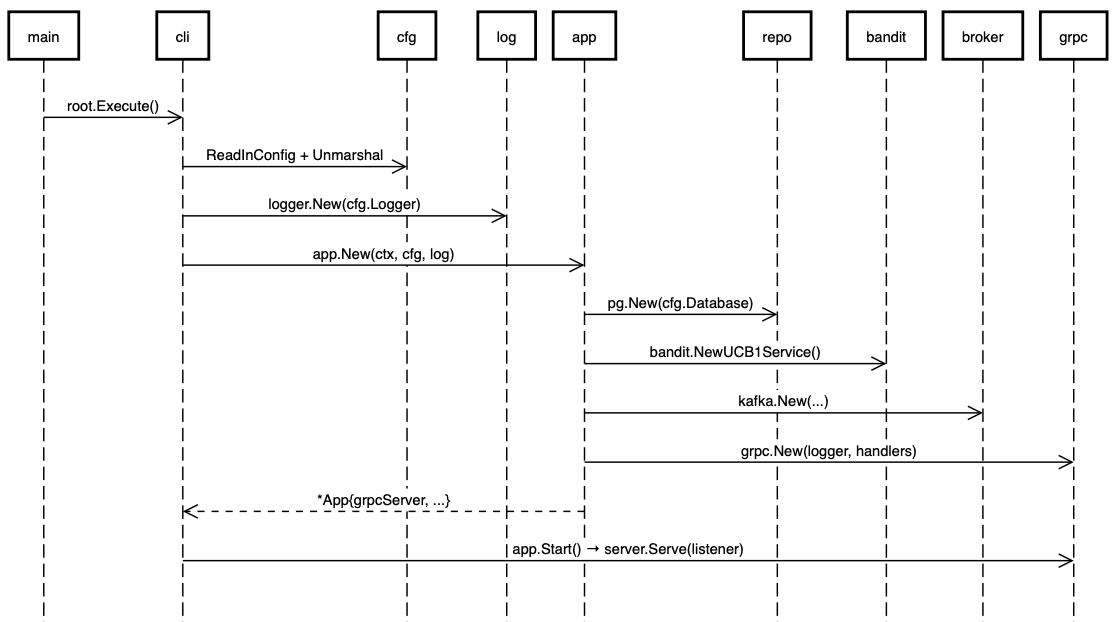 main
cli
cfg
log
app
repo
bandit
broker
grpc
root.Execute()
ReadInConfig + Unmarshal
logger.New(cfg.Logger)
app.New(ctx, cfg, log)
pg.New(cfg.Database)
bandit.NewUCB1Service()
kafka.New(...)
grpc.New(logger, handlers)
*App{grpcServer, ...}
app.Start() → server.Serve(listener)